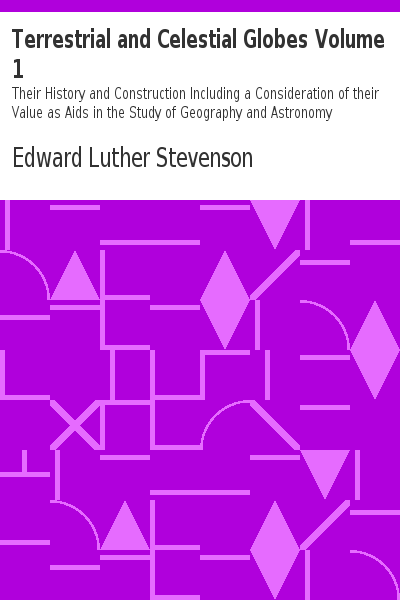 Terrestrial and Celestial Globes Volume
1
Their History and Construction Including a Consideration of their
Value as Aids in the Study of Geography and Astronomy
Edward Luther Stevenson